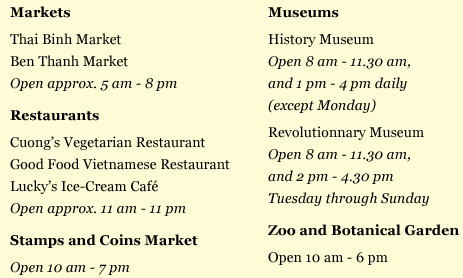 Markets
Thai Binh Market
Ben Thanh Market
Open approx. 5 am - 8 pm
Restaurants
Cuong's Vegetarian Restaurant
Good Food Vietnamese Restaurant
Lucky's Ice-Cream Café
Open approx. 11 am - 11 pm
Stamps and Coins Market
Open 10 am - 7 pm
Museums
History Museum
Open 8 am - 11.30 am,
and 1 pm - 4 pm daily
(except Monday)
Revolutionnary Museum
Open 8 am - 11.30 am,
and 2 pm - 4.30 pm
Tuesday through Sunday
Zoo and Botanical Garden
Open 10 am - 6 pm